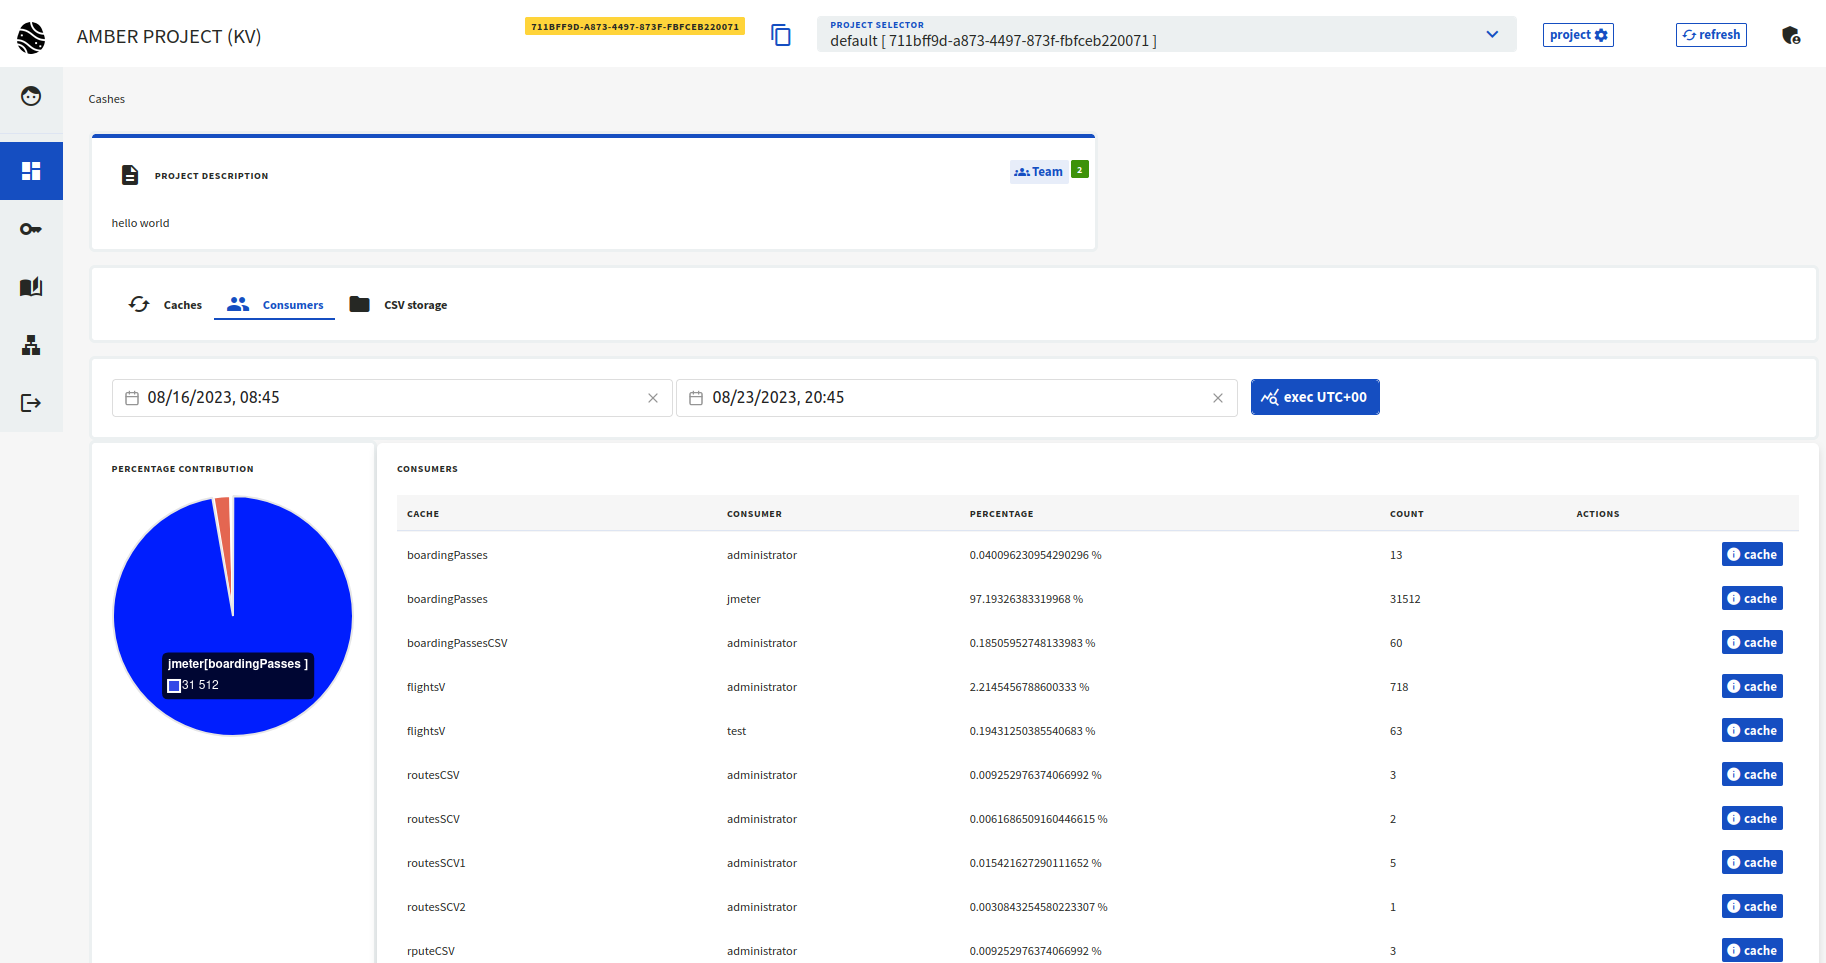 AMBER PROJECT (KV)
711BFF9D-A873-4497-873F-FBFCEB220071
PROJECT SELECTOR
default [ 711bff9d-a873-4497-873f-fbfceb220071 ]
project
refresh
Cashes
PROJECT DESCRIPTION
Team 2
hello world
Caches Consumers CSV storage
08/16/2023, 08:45 08/23/2023, 20:45 exec UTC+00
PERCENTAGE CONTRIBUTION
jmeter[boardingPasses ]
31 512
CONSUMERS
CACHE CONSUMER PERCENTAGE COUNT ACTIONS
boardingPasses administrator 0.040096230954290296 % 13 cache
boardingPasses jmeter 97.19326383319968 % 31512 cache
boardingPassesCSV administrator 0.18505952748133983 % 60 cache
flightsV administrator 2.2145456788600333 % 718 cache
flightsV test 0.19431250385540683 % 63 cache
routesCSV administrator 0.009252976374066992 % 3 cache
routesSCV administrator 0.0061686509160446615 % 2 cache
routesSCV1 administrator 0.015421627290111652 % 5 cache
routesSCV2 administrator 0.0030843254580223307 % 1 cache
rputeCSV administrator 0.009252976374066992 % 3 cache